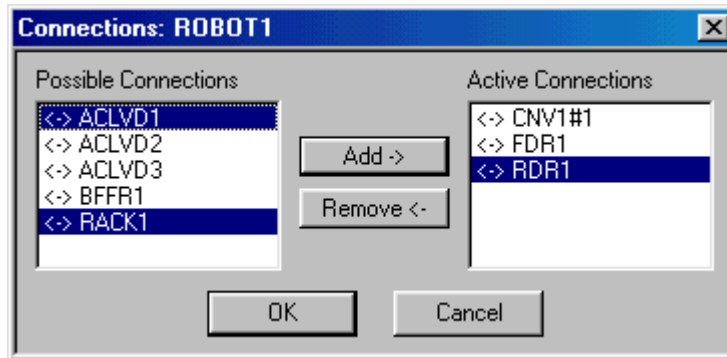 Connections: ROBOT1
Possible Connections
<-> ACLVD1
<-> ACLVD2
<-> ACLVD3
<-> BFFR1
<-> RACK1
Add ->
Remove <-
Active Connections
<-> CNV1#1
<-> FDR1
<-> RDR1
OK
Cancel